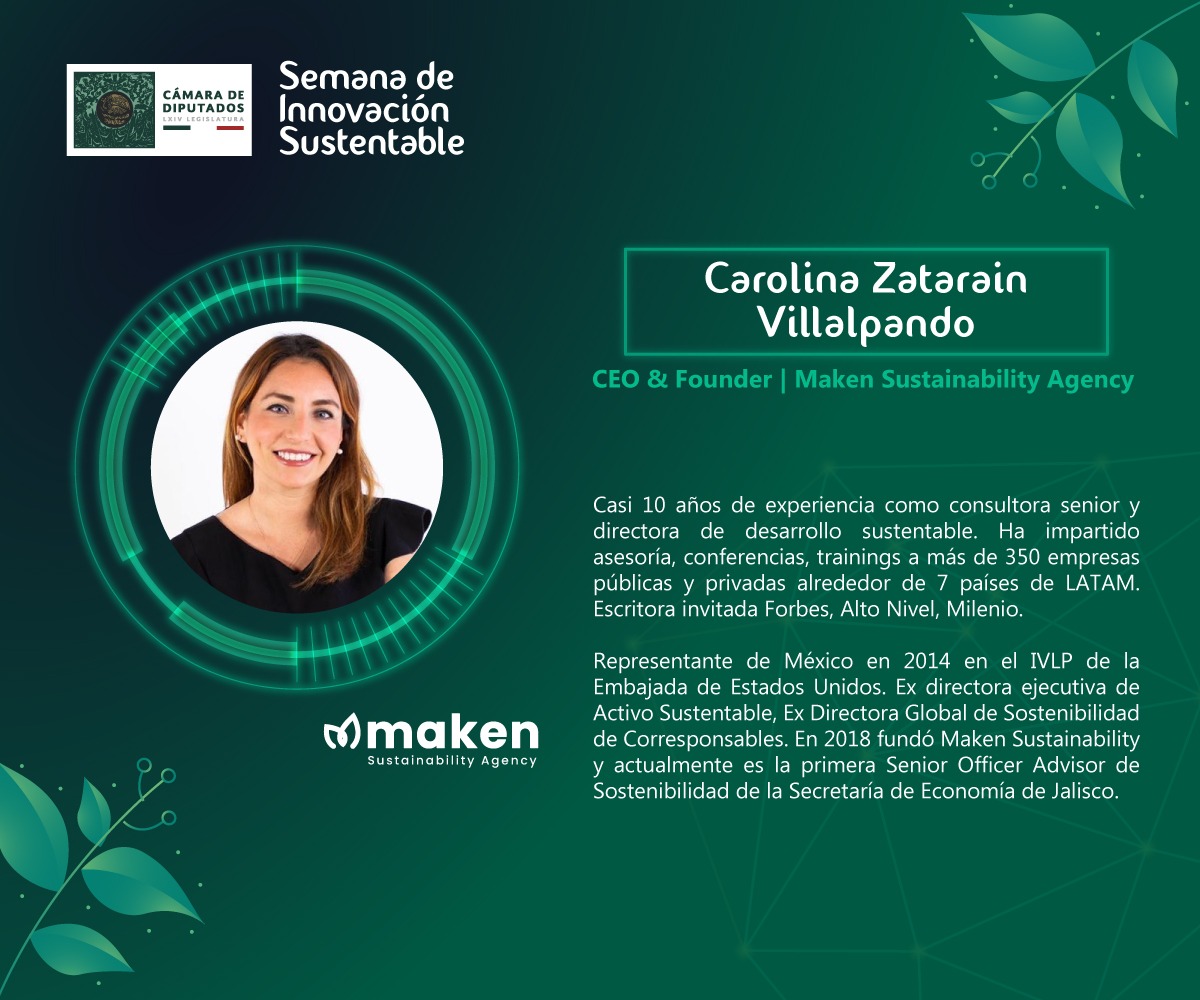 CÁMARA DE
DIPUTADOS
LXIV LEGISLATURA
Semana de
Innovación
Sustentable
Carolina Zatarain
Villalpando
CEO & Founder | Maken Sustainability Agency
Casi 10 años de experiencia como consultora senior y
directora de desarrollo sustentable. Ha impartido
asesoría, conferencias, trainings a más de 350 empresas
públicas y privadas alrededor de 7 países de LATAM.
Escritora invitada Forbes, Alto Nivel, Milenio.
Representante de México en 2014 en el IVLP de la
Embajada de Estados Unidos. Ex directora ejecutiva de
Activo Sustentable, Ex Directora Global de Sostenibilidad
de Corresponsables. En 2018 fundó Maken Sustainability
y actualmente es la primera Senior Officer Advisor de
Sostenibilidad de la Secretaría de Economía de Jalisco.
maken
Sustainability Agency